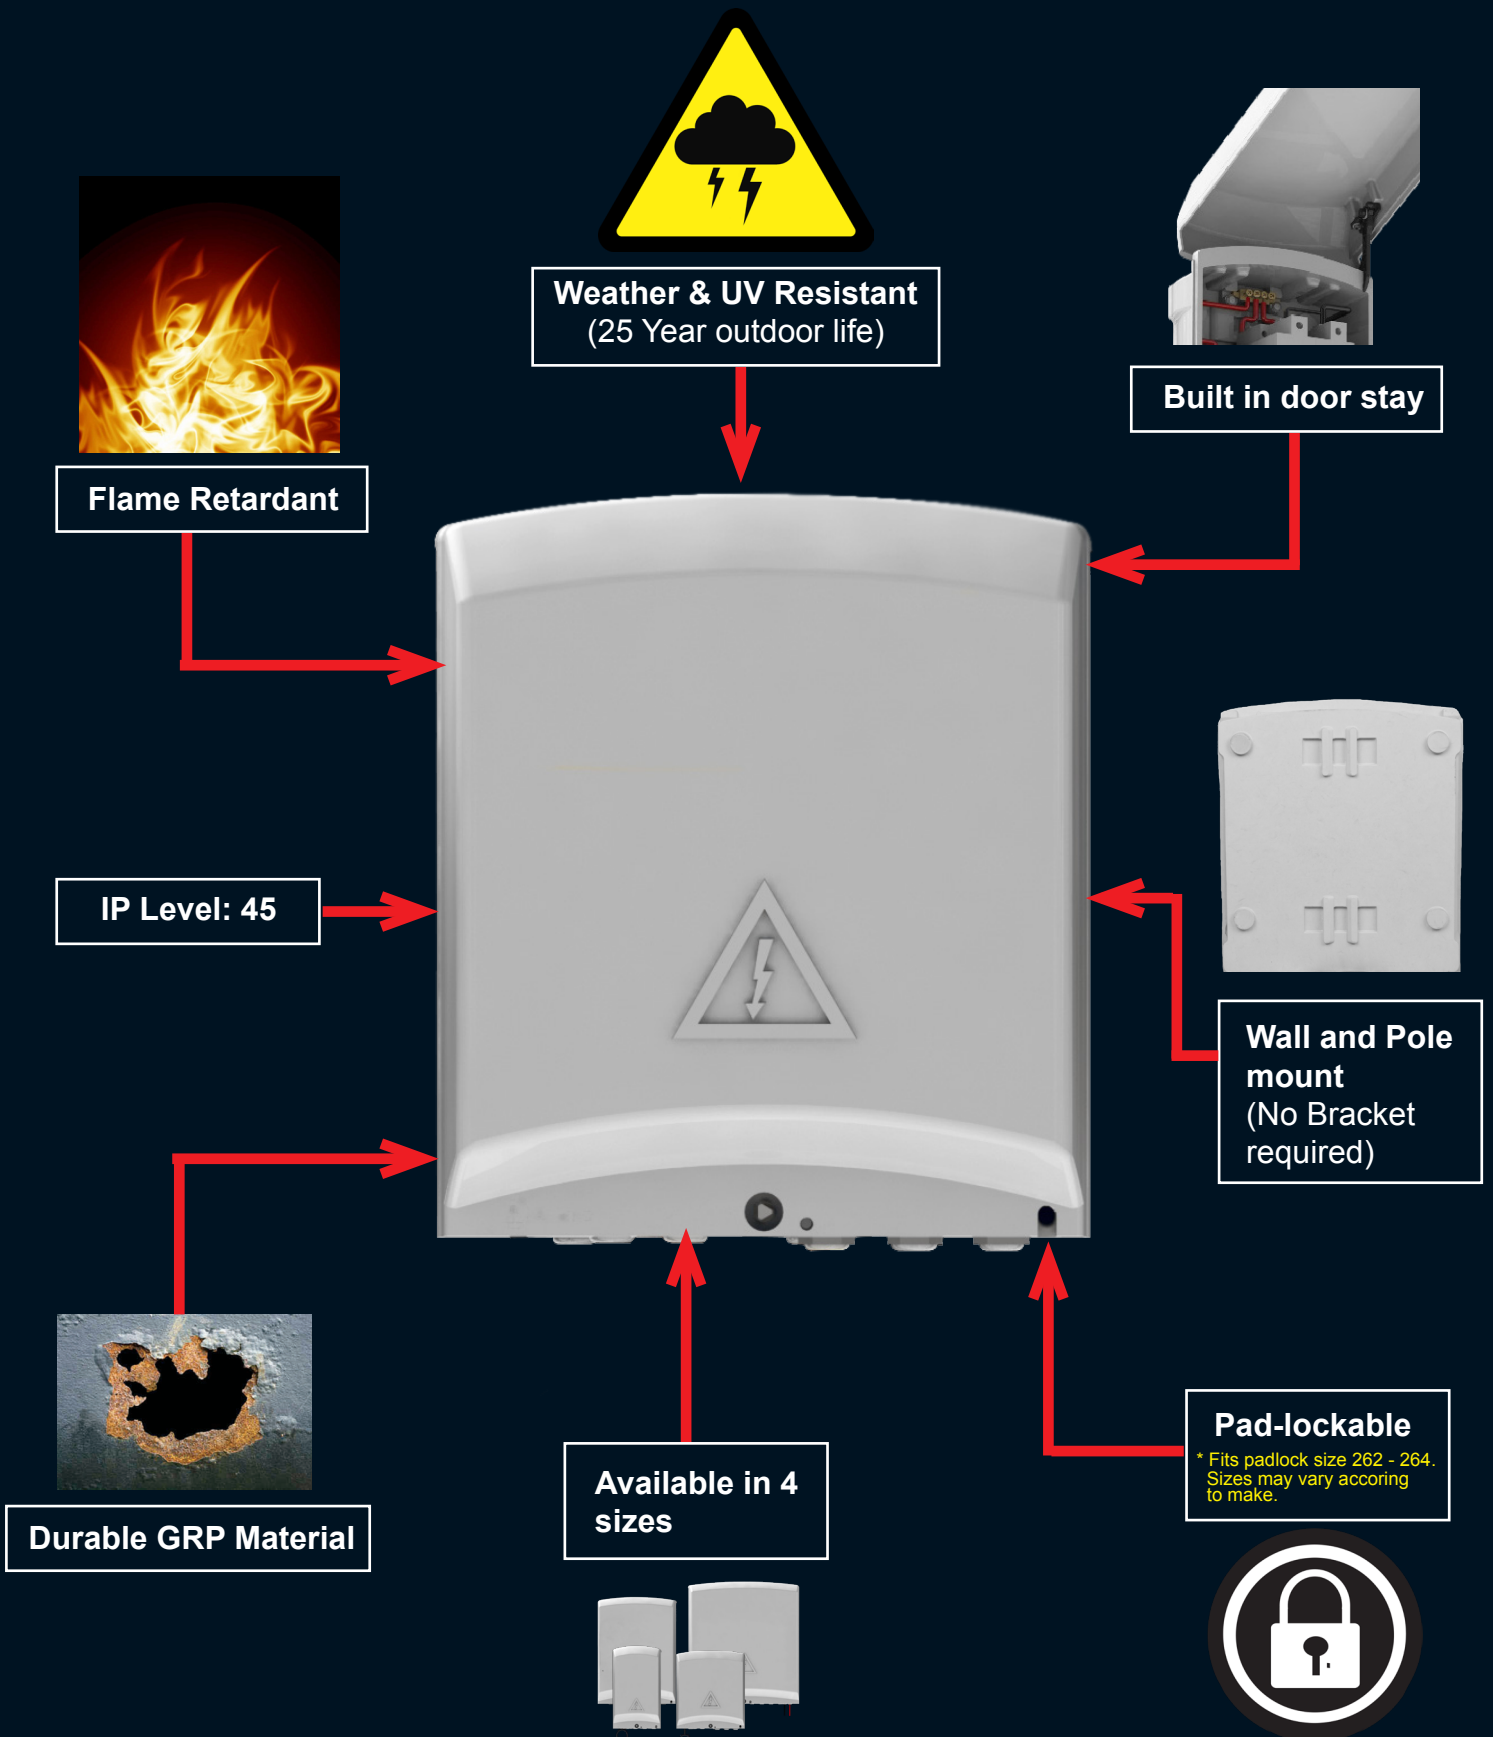 Weather & UV Resistant
(25 Year outdoor life)
Built in door stay
Flame Retardant
IP Level: 45
Wall and Pole
mount
(No Bracket
required)
Durable GRP Material
Available in 4
sizes
Pad-lockable
* Fits padlock size 262 - 264.
Sizes may vary accoring
to make.